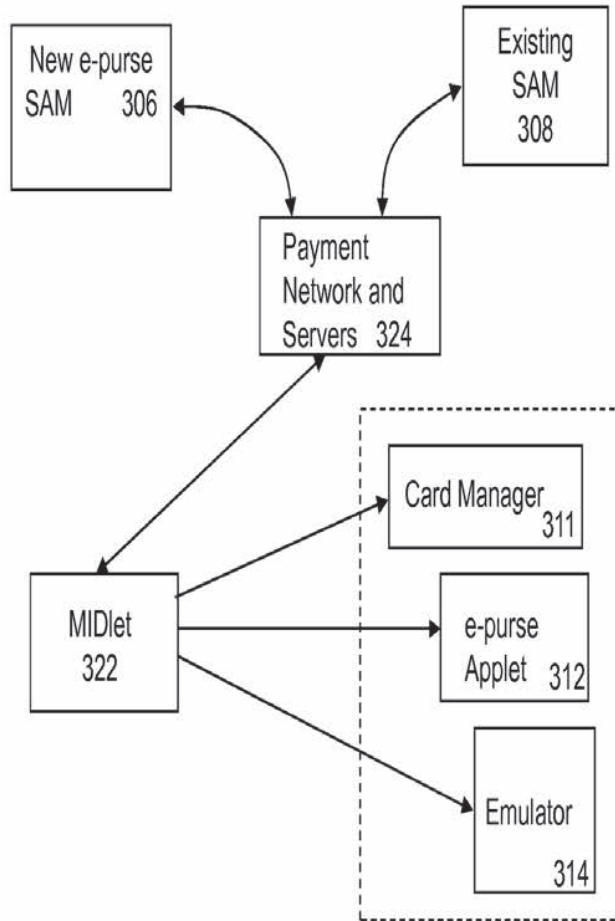 New e-purse
SAM 306
Existing
SAM
308
Payment
Network and
Servers 324
Card Manager
311
MIDlet
322
e-purse
Applet 312
Emulator
314